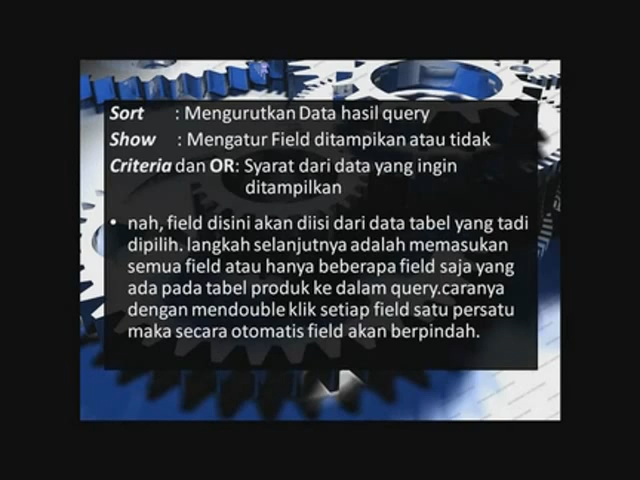 Sort : Mengurutkan Data hasil query
Show : Mengatur Field ditampikan atau tidak
Criteria dan OR: Syarat dari data yang ingin
ditampilkan
• nah, field disini akan diisi dari data tabel yang tadi
dipilih. langkah selanjutnya adalah memasukan
semua field atau hanya beberapa field saja yang
ada pada tabel produk ke dalam query.caranya
dengan mendouble klik setiap field satu persatu
maka secara otomatis field akan berpindah.